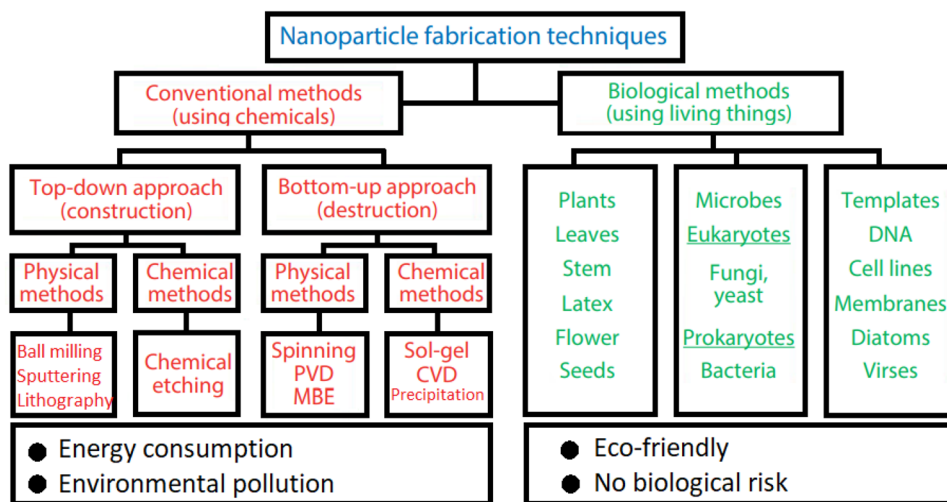 Nanoparticle fabrication techniques
Conventional methods
(using chemicals)
Biological methods
(using living things)
Top-down approach
(construction)
Bottom-up approach
(destruction)
Physical
methods
Chemical
methods
Physical
methods
Chemical
methods
Ball milling
Sputtering
Lithography
Chemical
etching
Spinning
PVD
MBE
Sol-gel
CVD
Precipitation
Plants
Leaves
Stem
Latex
Flower
Seeds
Microbes
Eukaryotes
Fungi,
yeast
Prokaryotes
Bacteria
Templates
DNA
Cell lines
Membranes
Diatoms
Virses
● Energy consumption
● Environmental pollution
● Eco-friendly
● No biological risk